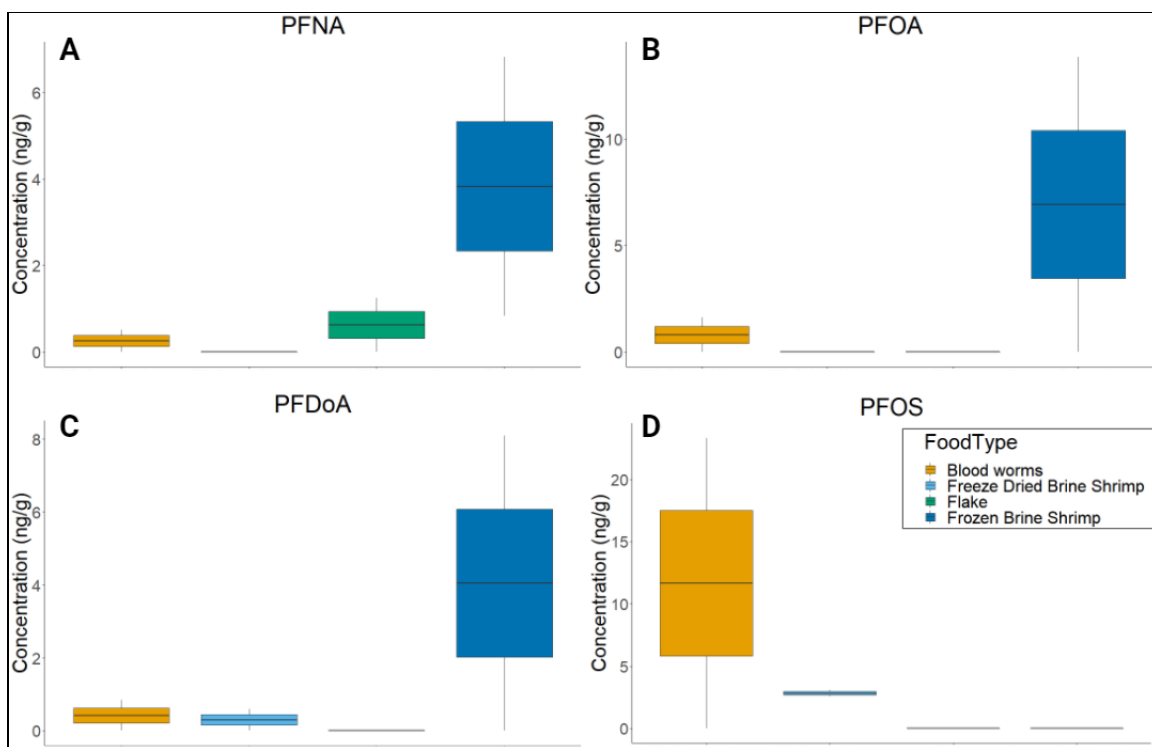 PFNA
A
Concentration (ng/g)
6
4
2
0
PFOA
B
Concentration (ng/g)
10
5
0
PFDoA
C
Concentration (ng/g)
8
6
4
2
0
PFOS
D
Concentration (ng/g)
20
15
10
5
0
FoodType
Blood worms
Freeze Dried Brine Shrimp
Flake
Frozen Brine Shrimp